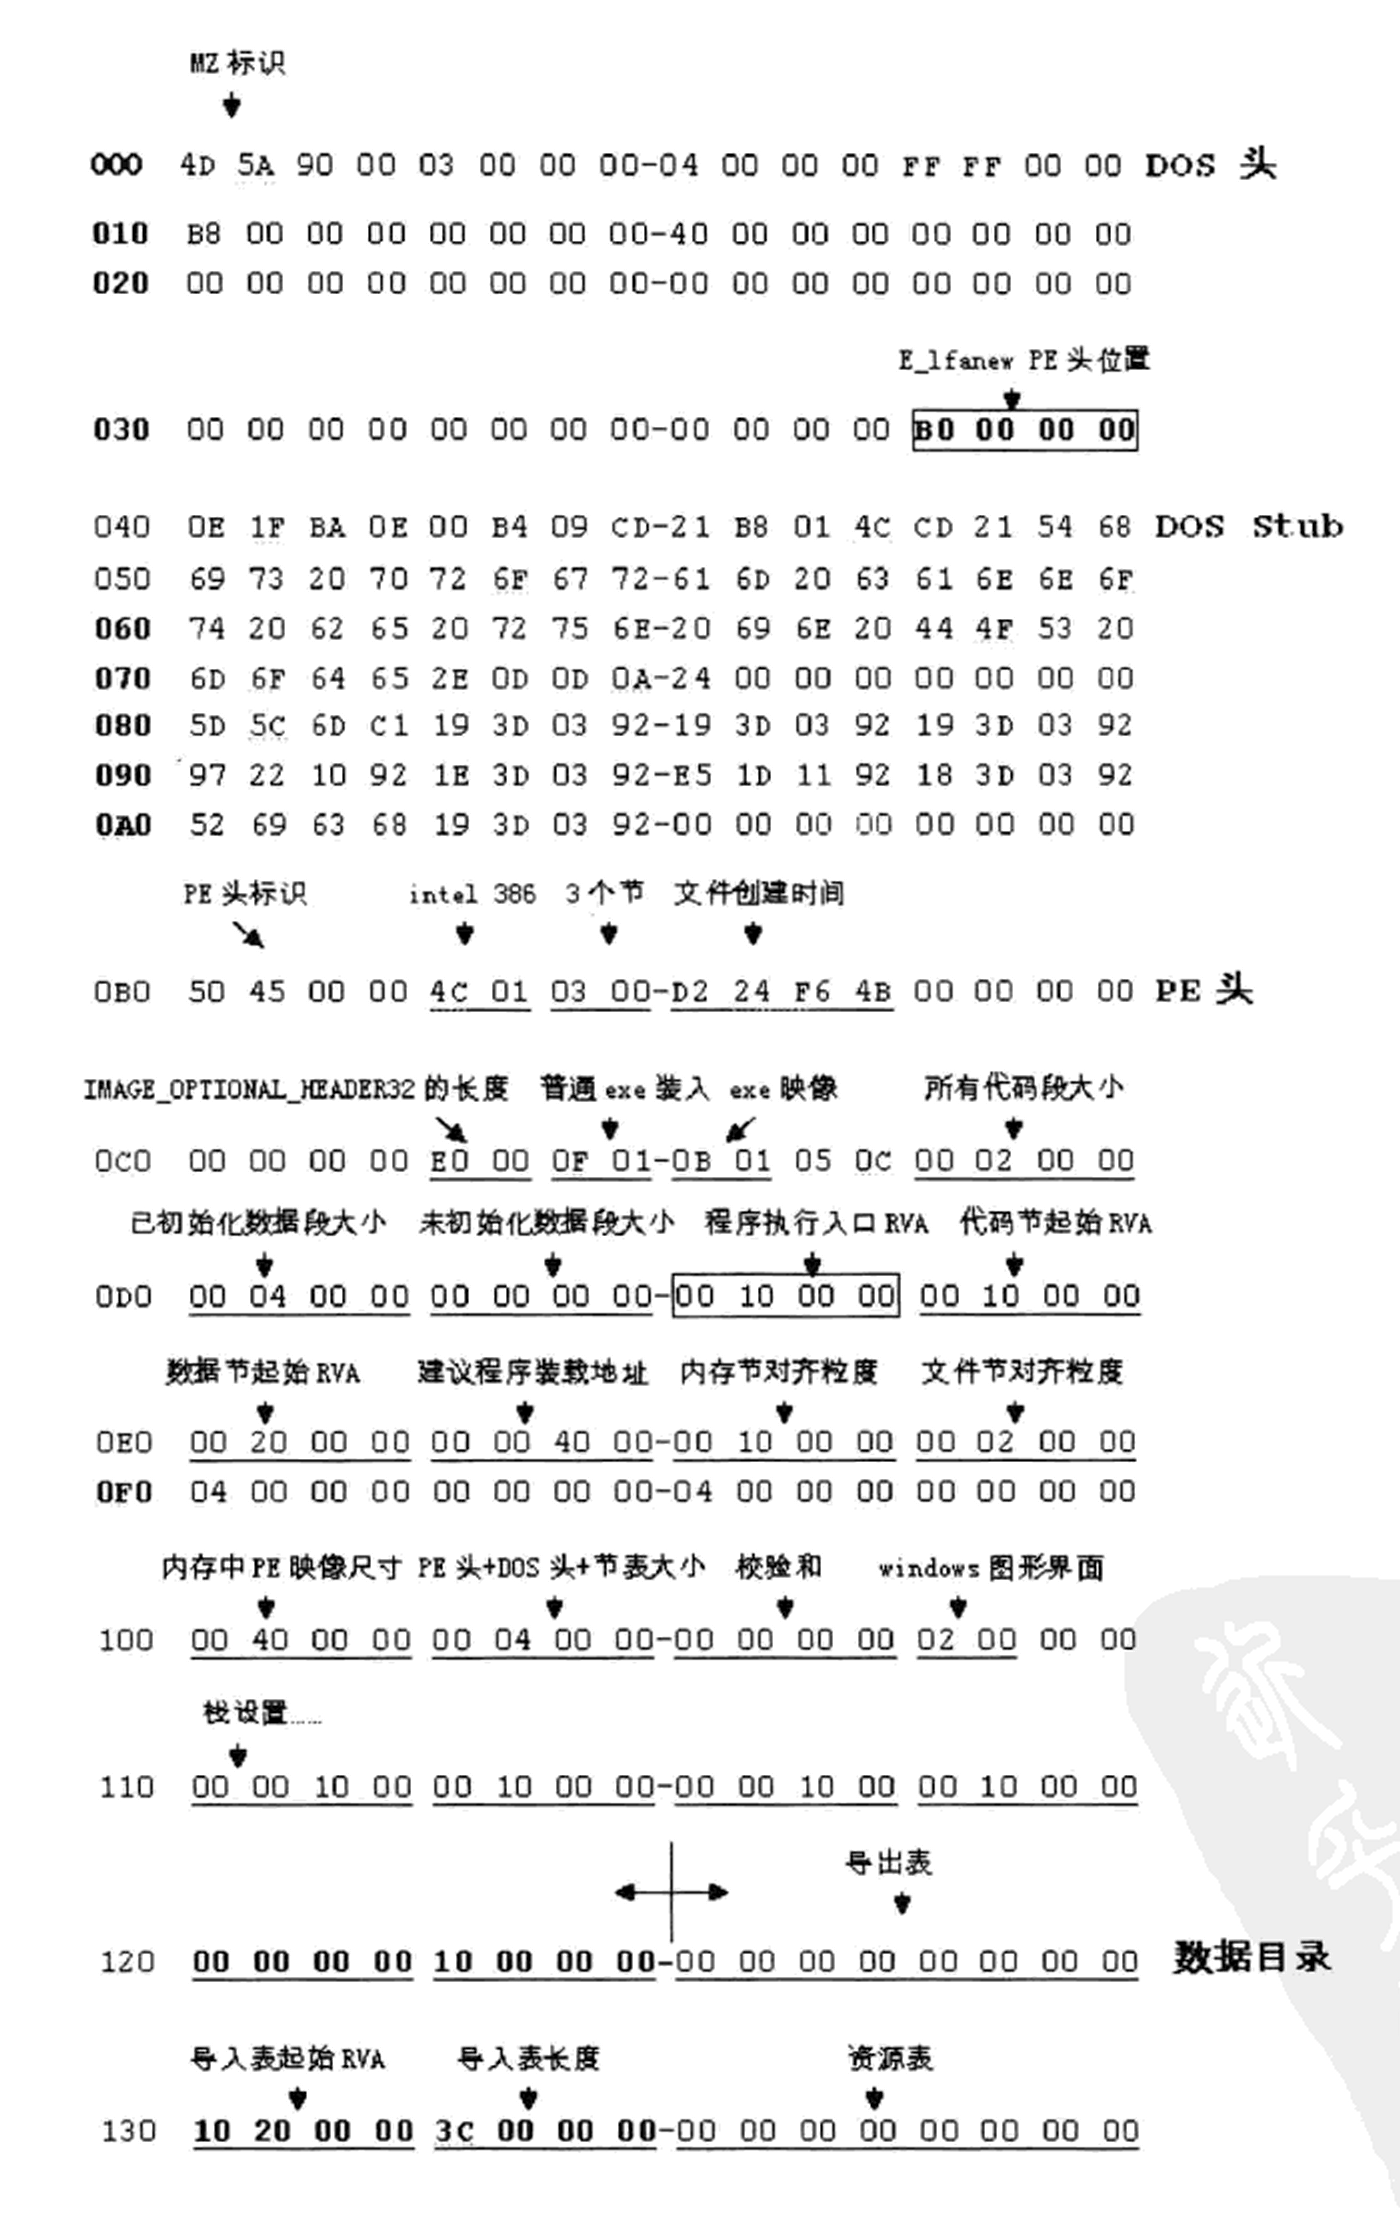 MZ 标识
000 4D 5A 90 00 03 00 00 00-04 00 00 00 FF FF 00 00 DOS 头
010 B8 00 00 00 00 00 00 00-40 00 00 00 00 00 00 00
020 00 00 00 00 00 00 00 00-00 00 00 00 00 00 00 00
E_lfanew PE 头位置
030 00 00 00 00 00 00 00 00-00 00 00 00 B0 00 00 00
040 0E 1F BA 0E 00 B4 09 CD-21 B8 01 4C CD 21 54 68 DOS Stub
050 69 73 20 70 72 6F 67 72-61 6D 20 63 61 6E 6E 6F
060 74 20 62 65 20 72 75 6E-20 69 6E 20 44 4F 53 20
070 6D 6F 64 65 2E 0D 0D 0A-24 00 00 00 00 00 00 00
080 5D 5C 6D C1 19 3D 03 92-19 3D 03 92 19 3D 03 92
090 97 22 10 92 1E 3D 03 92-E5 1D 11 92 18 3D 03 92
0A0 52 69 63 68 19 3D 03 92-00 00 00 00 00 00 00 00
PE 头标识 intel 386 3 个节 文件创建时间
0B0 50 45 00 00 4C 01 03 00-D2 24 F6 4B 00 00 00 00 PE 头
IMAGE_OPTIONAL_HEADER32 的长度 普通 exe 装入 exe 映像 所有代码段大小
0C0 00 00 00 00 E0 00 0F 01-0B 01 05 0C 00 02 00 00
已初始化数据段大小 未初始化数据段大小 程序执行入口 RVA 代码节起始 RVA
0D0 00 04 00 00 00 00 00 00-00 10 00 00 00 10 00 00
数据节起始 RVA 建议程序装载地址 内存节对齐粒度 文件节对齐粒度
0E0 00 20 00 00 00 00 40 00-00 10 00 00 00 02 00 00
0F0 04 00 00 00 00 00 00 00-04 00 00 00 00 00 00 00
内存中 PE 映像尺寸 PE 头+DOS 头+节表大小 校验和 windows 图形界面
100 00 40 00 00 00 04 00 00-00 00 00 00 02 00 00 00
栈设置……
110 00 00 10 00 00 10 00 00-00 00 10 00 00 10 00 00
导出表
120 00 00 00 00 10 00 00 00-00 00 00 00 00 00 00 00 数据目录
导入表起始 RVA 导入表长度 资源表
130 10 20 00 00 3C 00 00 00-00 00 00 00 00 00 00 00